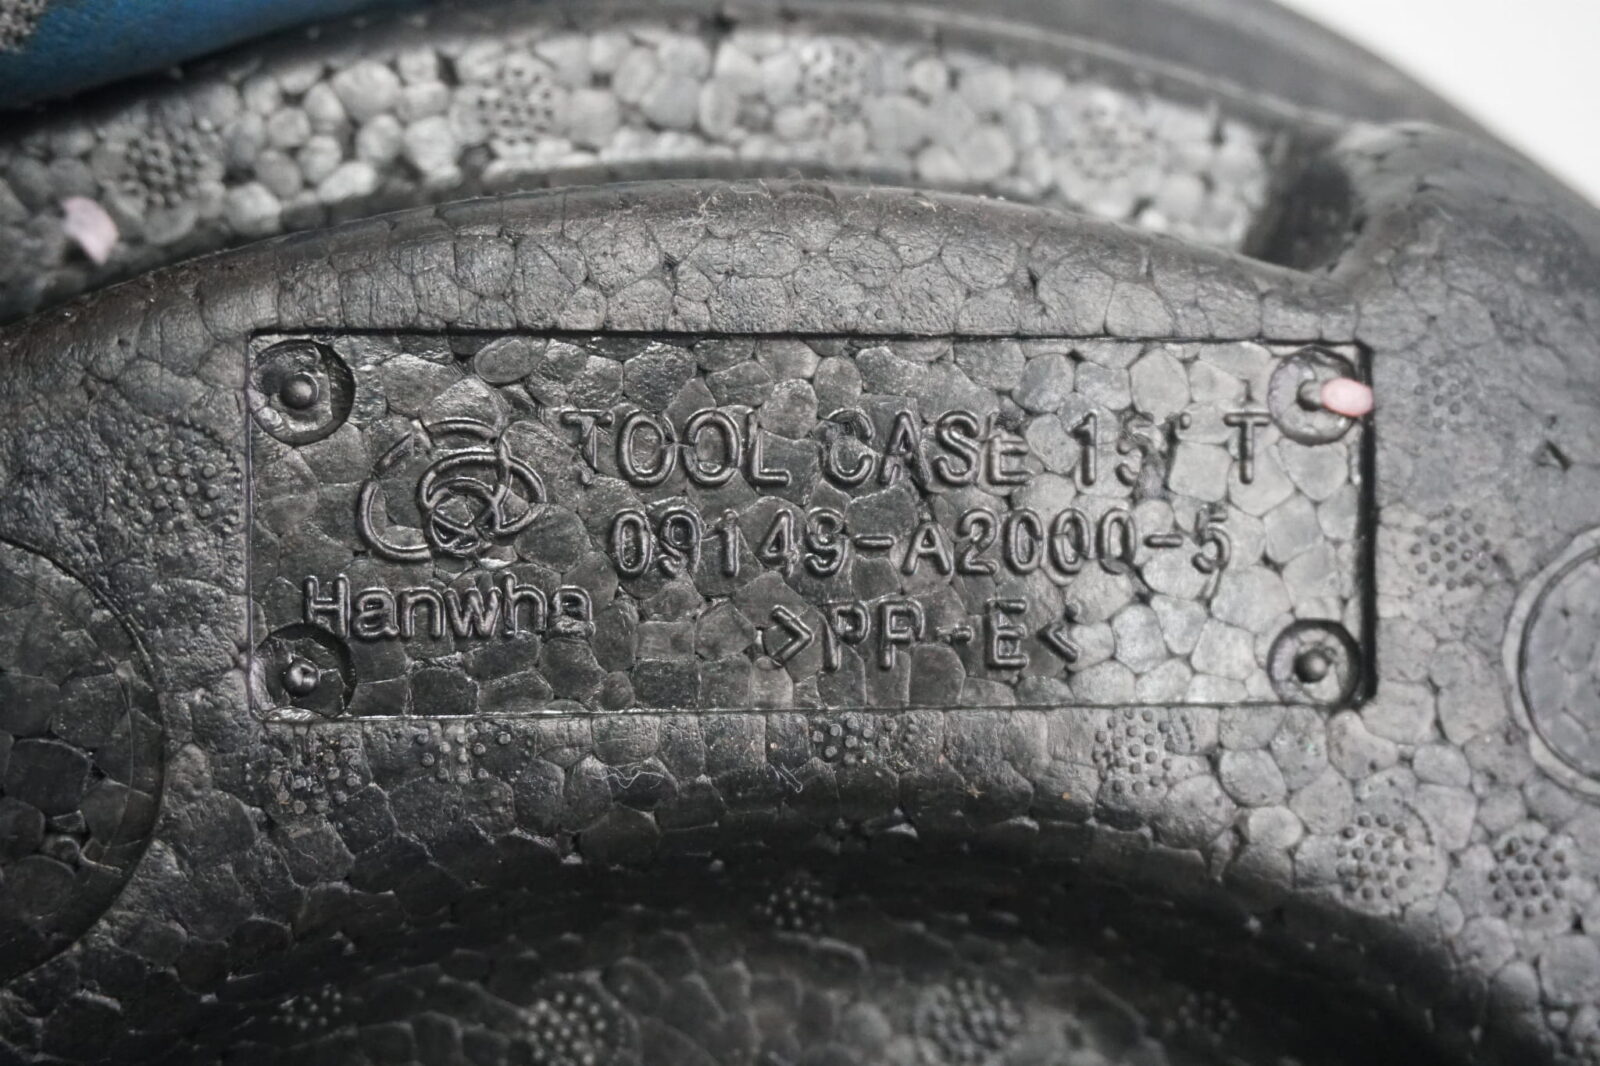 TOOL CASE 15" T
09149-A2000-5
Hanwha
>PP-E<